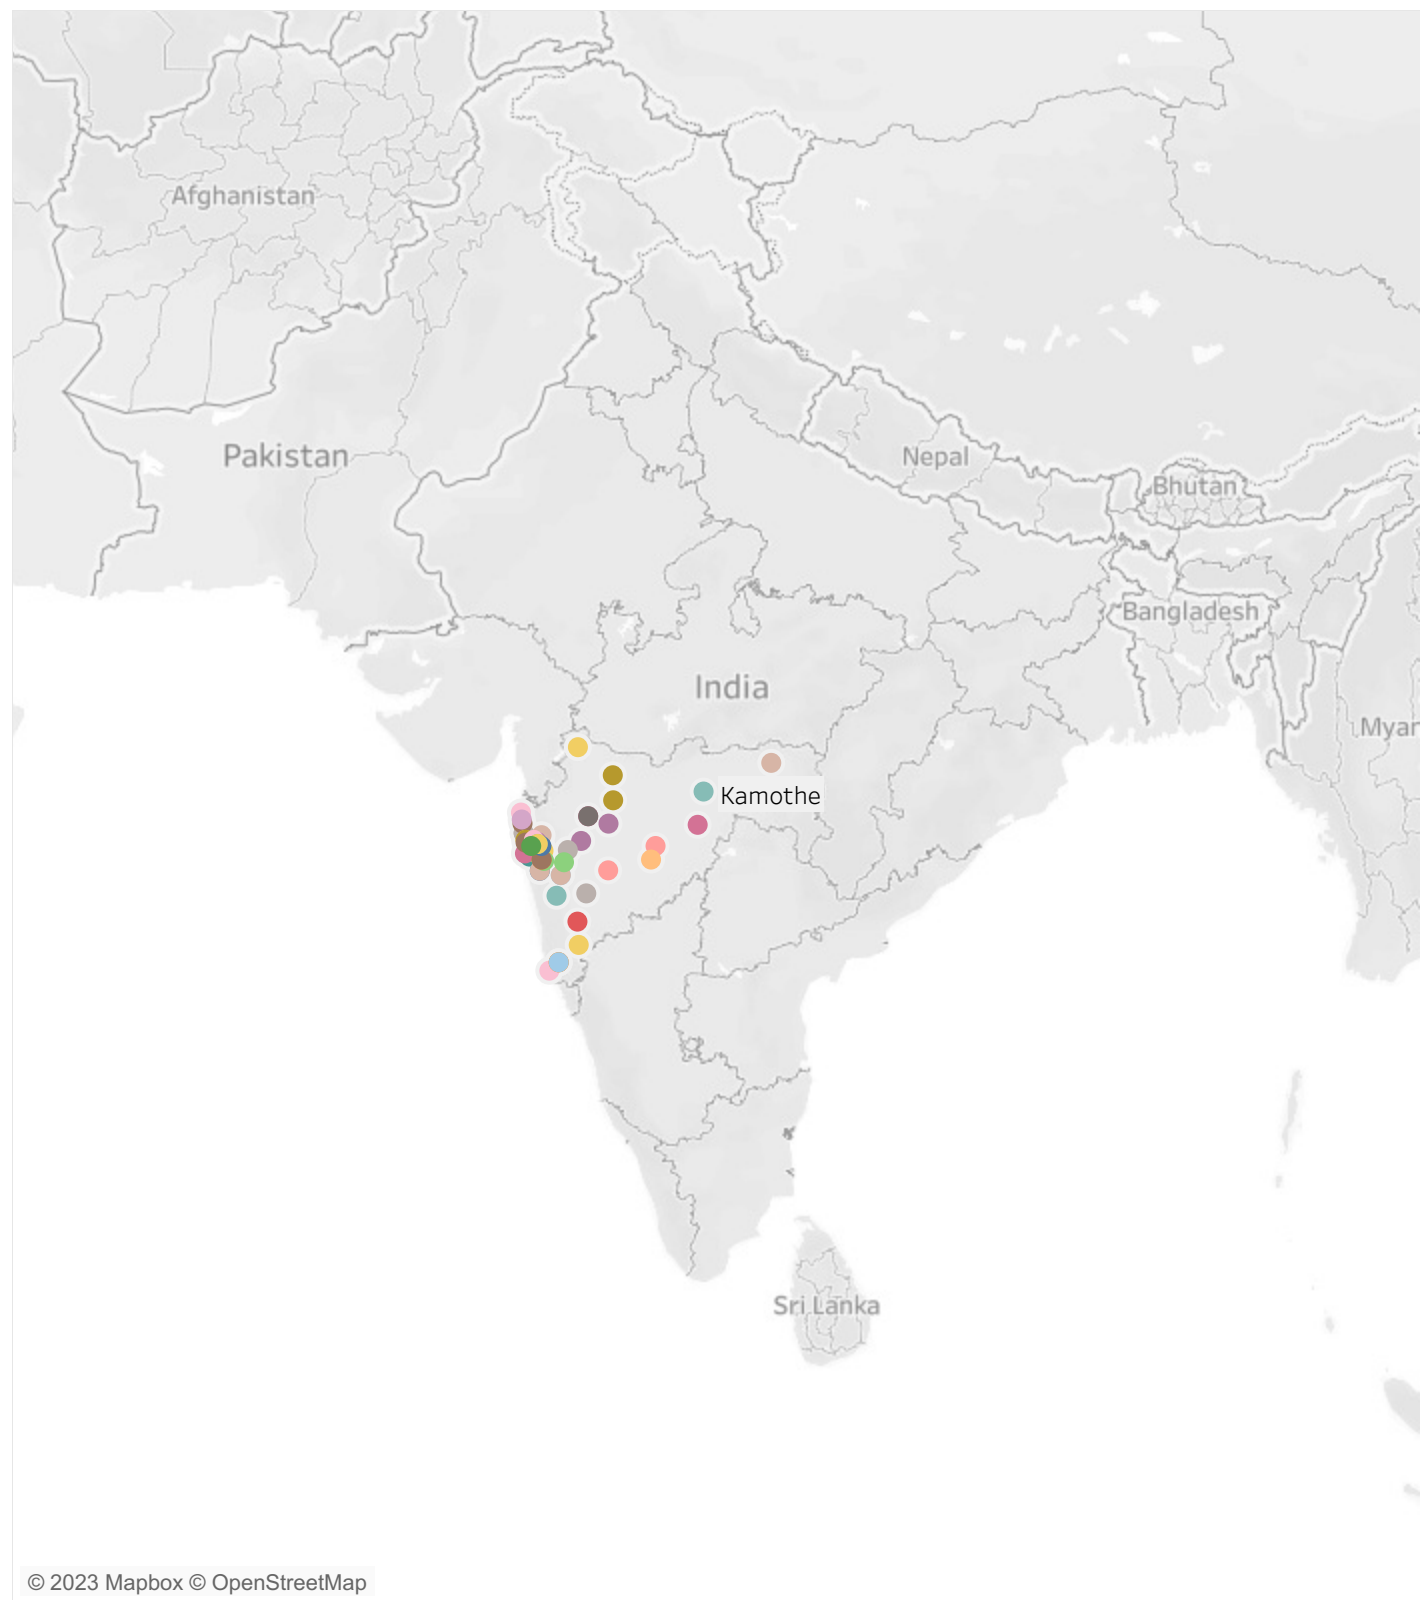 Afghanistan
Pakistan
Nepal
Bhutan
Bangladesh
India
Myar
Kamothe
Sri Lanka
© 2023 Mapbox © OpenStreetMap